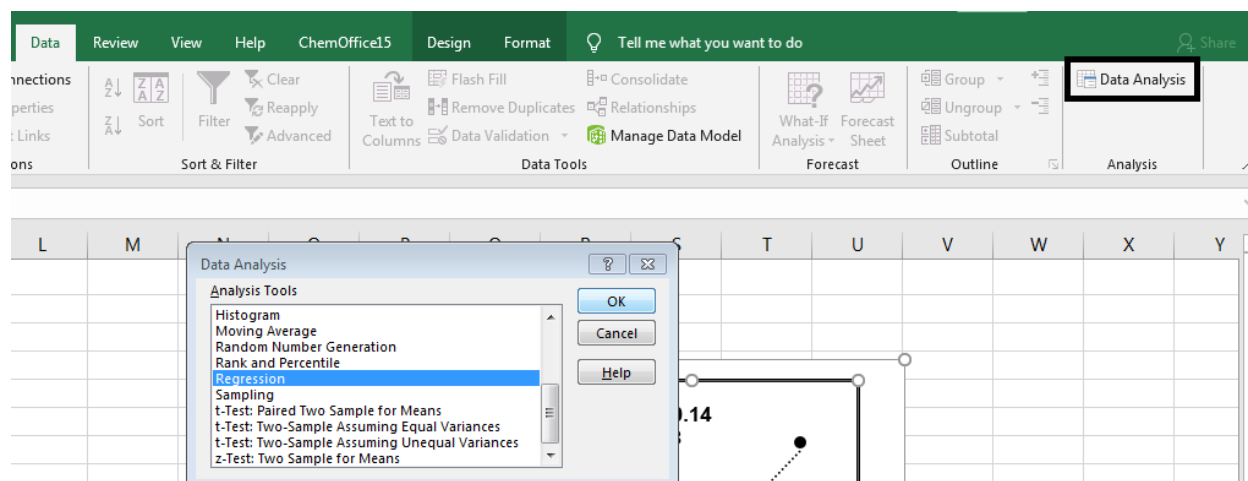 Data Review View Help ChemOffice15 Design Format Tell me what you want to do Share
Clear Flash Fill Consolidate Group Data Analysis
Reapply Remove Duplicates Relationships Ungroup
Links Sort Filter Advanced Text to Columns Data Validation Manage Data Model What-If Analysis Forecast Sheet Subtotal
Sort & Filter Data Tools Forecast Outline Analysis
L M S T U V W X Y
Data Analysis
Analysis Tools
OK
Histogram
Moving Average
Cancel
Random Number Generation
Rank and Percentile
Help
Regression
Sampling
t-Test: Paired Two Sample for Means
t-Test: Two-Sample Assuming Equal Variances
t-Test: Two-Sample Assuming Unequal Variances
z-Test: Two Sample for Means
.14